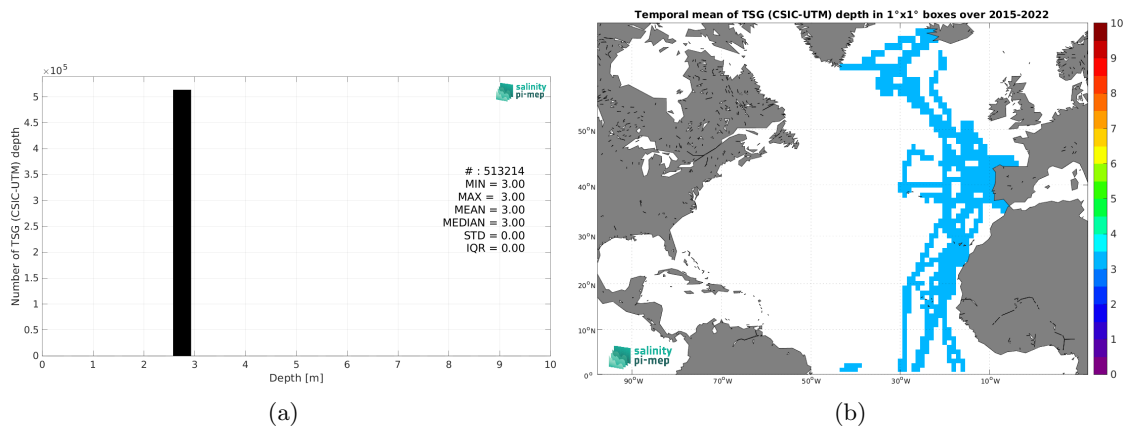 ×10^5
5
4.5
4
3.5
3
2.5
2
1.5
1
0.5
0
Number of TSG (CSIC-UTM) depth
0 1 2 3 4 5 6 7 8 9 10
Depth [m]
salinity
pi-mep
# : 513214
MIN = 3.00
MAX = 3.00
MEAN = 3.00
MEDIAN = 3.00
STD = 0.00
IQR = 0.00
(a)
Temporal mean of TSG (CSIC-UTM) depth in 1°x1° boxes over 2015-2022
50°N
40°N
30°N
20°N
10°N
0°
90°W 70°W 50°W 30°W 10°W
salinity
pi-mep
10
9
8
7
6
5
4
3
2
1
0
(b)